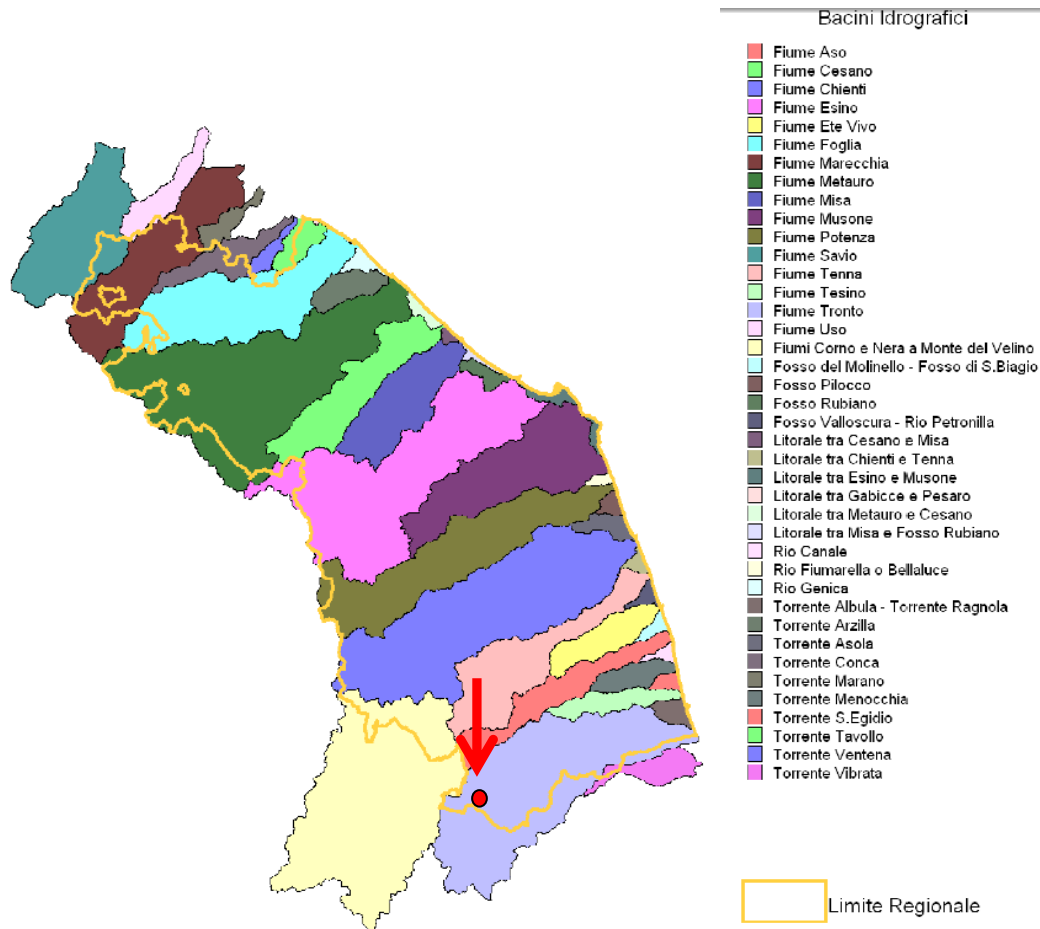 Bacini Idrografici
Fiume Aso
Fiume Cesano
Fiume Chienti
Fiume Esino
Fiume Ete Vivo
Fiume Foglia
Fiume Marecchia
Fiume Metauro
Fiume Misa
Fiume Musone
Fiume Potenza
Fiume Savio
Fiume Tenna
Fiume Tesino
Fiume Tronto
Fiume Uso
Fiumi Corno e Nera a Monte del Velino
Fosso del Molinello - Fosso di S.Biagio
Fosso Pilocco
Fosso Rubiano
Fosso Valloscura - Rio Petronilla
Litorale tra Cesano e Misa
Litorale tra Chienti e Tenna
Litorale tra Esino e Musone
Litorale tra Gabicce e Pesaro
Litorale tra Metauro e Cesano
Litorale tra Misa e Fosso Rubiano
Rio Canale
Rio Fiumarella o Bellaluce
Rio Genica
Torrente Albula - Torrente Ragnola
Torrente Arzilla
Torrente Asola
Torrente Conca
Torrente Marano
Torrente Menocchia
Torrente S.Egidio
Torrente Tavollo
Torrente Ventena
Torrente Vibrata
Limite Regionale